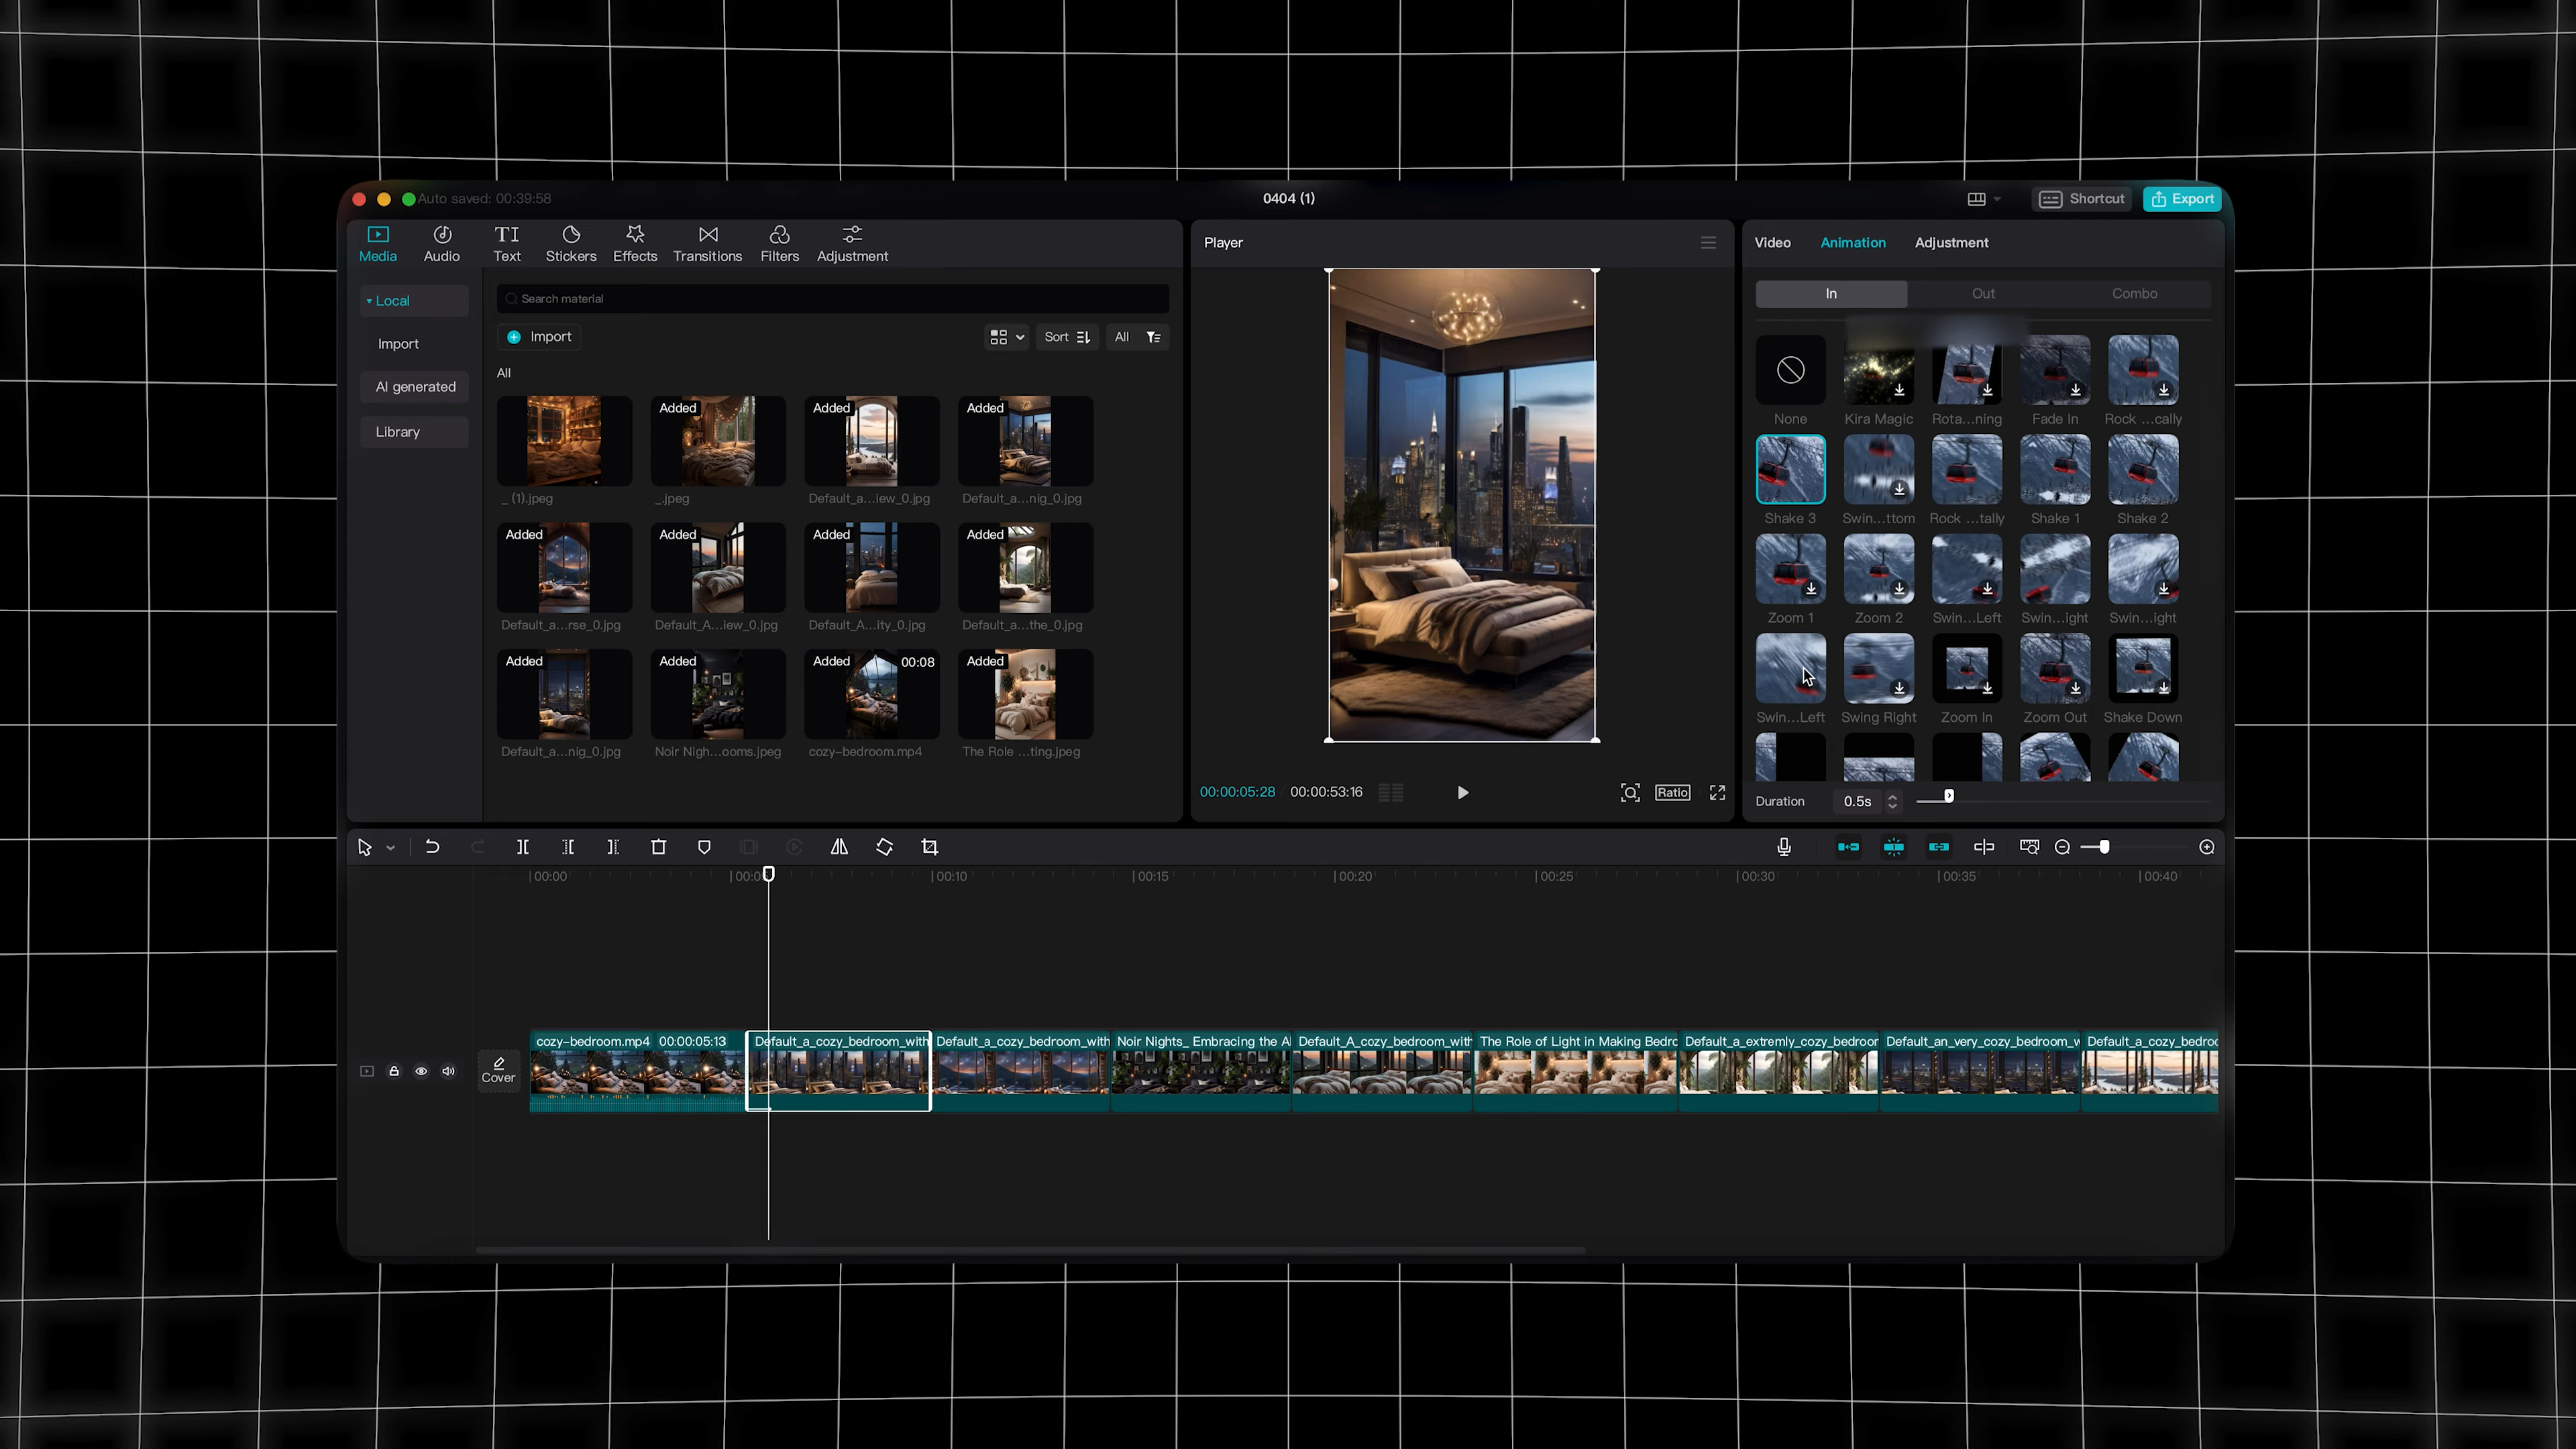 Auto saved: 00:39:58
0404 (1)
Shortcut
Export
Media
Audio
Text
Stickers
Effects
Transitions
Filters
Adjustment
Local
Import
AI generated
Library
Search material
Import
Sort
All
All
_ (1).jpeg
Added
_.jpeg
Added
Default_a...iew_0.jpg
Added
Default_a...nig_0.jpg
Added
Default_a...rse_0.jpg
Added
Default_A...iew_0.jpg
Added
Default_A...ity_0.jpg
Added
Default_a...the_0.jpg
Added
Default_a...nig_0.jpg
Added
Noir Nigh...ooms.jpeg
Added 00:08
cozy-bedroom.mp4
Added
The Role ...ting.jpeg
Player
00:00:05:28 00:00:53:16
Ratio
Video
Animation
Adjustment
In
Out
Combo
None
Kira Magic
Rota...ning
Fade In
Rock ...cally
Shake 3
Swin...ttom
Rock ...tally
Shake 1
Shake 2
Zoom 1
Zoom 2
Swin...Left
Swin...ight
Swin...ight
Swin...Left
Swing Right
Zoom In
Zoom Out
Shake Down
Duration
0.5s
00:00
00:0
00:10
00:15
00:20
00:25
00:30
00:35
00:40
Cover
cozy-bedroom.mp4 00:00:05:13
Default_a_cozy_bedroom_with
Default_a_cozy_bedroom_with
Noir Nights_ Embracing the A
Default_A_cozy_bedroom_with
The Role of Light in Making Bedro
Default_a_extremly_cozy_bedroor
Default_an_very_cozy_bedroom_w
Default_a_cozy_bedroo